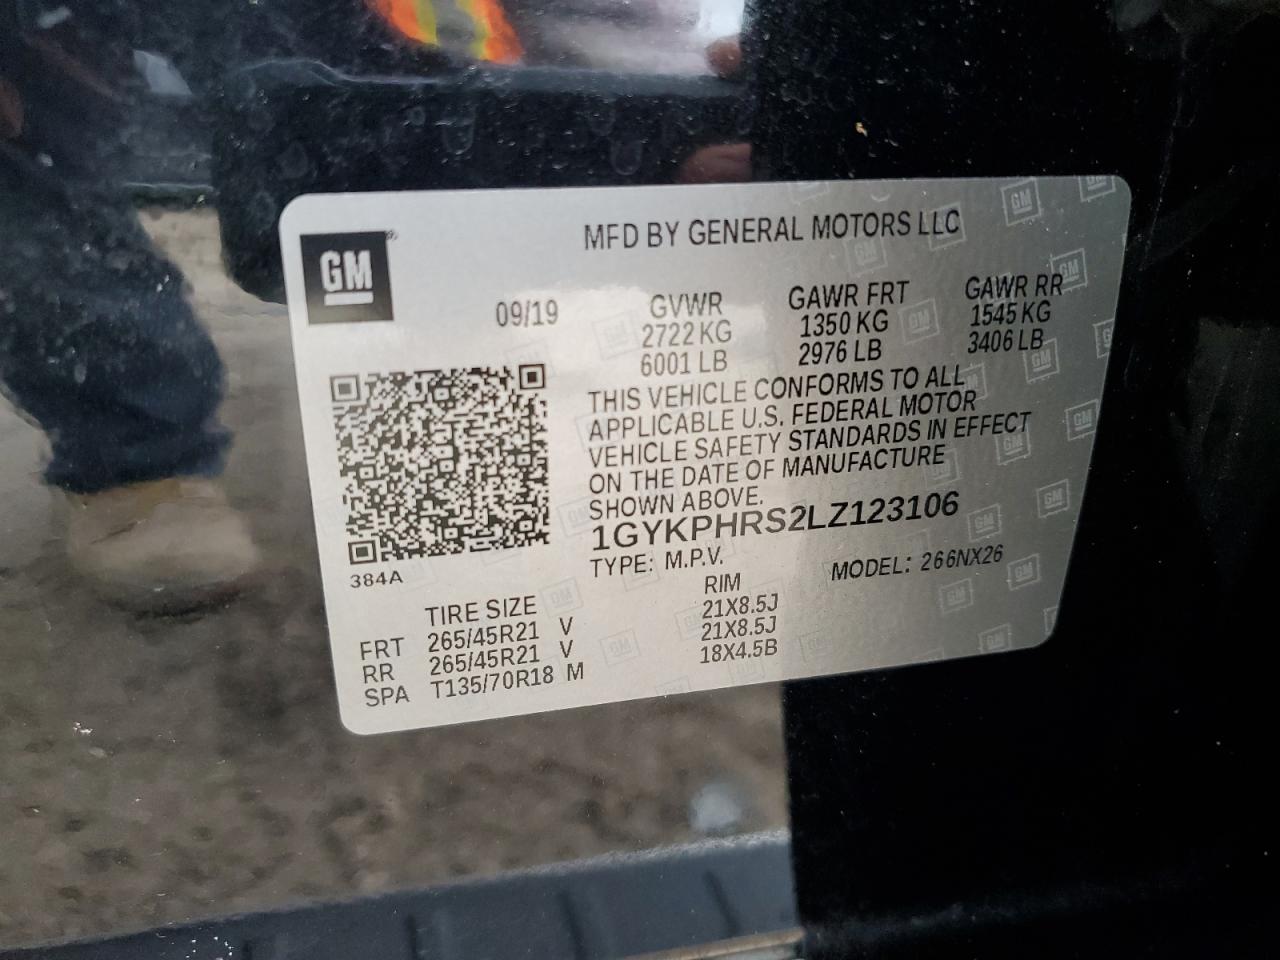 GM
MFD BY GENERAL MOTORS LLC
09/19
GVWR
2722 KG
6001 LB
GAWR FRT
1350 KG
2976 LB
GAWR RR
1545 KG
3406 LB
THIS VEHICLE CONFORMS TO ALL
APPLICABLE U.S. FEDERAL MOTOR
VEHICLE SAFETY STANDARDS IN EFFECT
ON THE DATE OF MANUFACTURE
SHOWN ABOVE.
1GYKPHRS2LZ123106
TYPE: M.P.V.
MODEL: 266NX26
384A
TIRE SIZE RIM
FRT 265/45R21 V 21X8.5J
RR 265/45R21 V 21X8.5J
SPA T135/70R18 M 18X4.5B